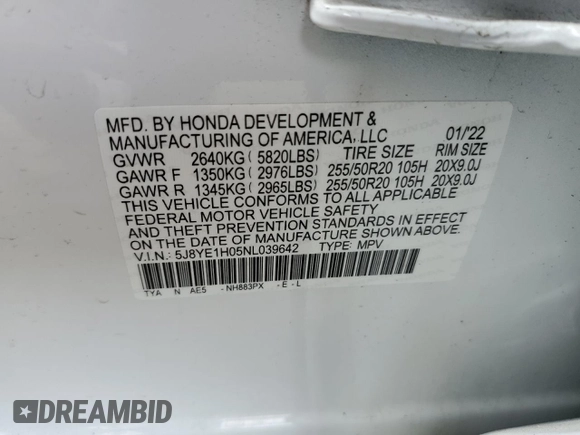 MFD. BY HONDA DEVELOPMENT &
MANUFACTURING OF AMERICA, LLC 01/'22
GVWR 2640KG ( 5820LBS) TIRE SIZE RIM SIZE
GAWR F 1350KG ( 2976LBS) 255/50R20 105H 20X9.0J
GAWR R 1345KG ( 2965LBS) 255/50R20 105H 20X9.0J
THIS VEHICLE CONFORMS TO ALL APPLICABLE
FEDERAL MOTOR VEHICLE SAFETY
AND THEFT PREVENTION STANDARDS IN EFFECT
ON THE DATE OF MANUFACTURE SHOWN ABOVE.
V.I.N.: 5J8YE1H05NL039642 TYPE: MPV
TYA N AE5 - NH883PX - E - L
DREAMBID
DREAMBID.COM